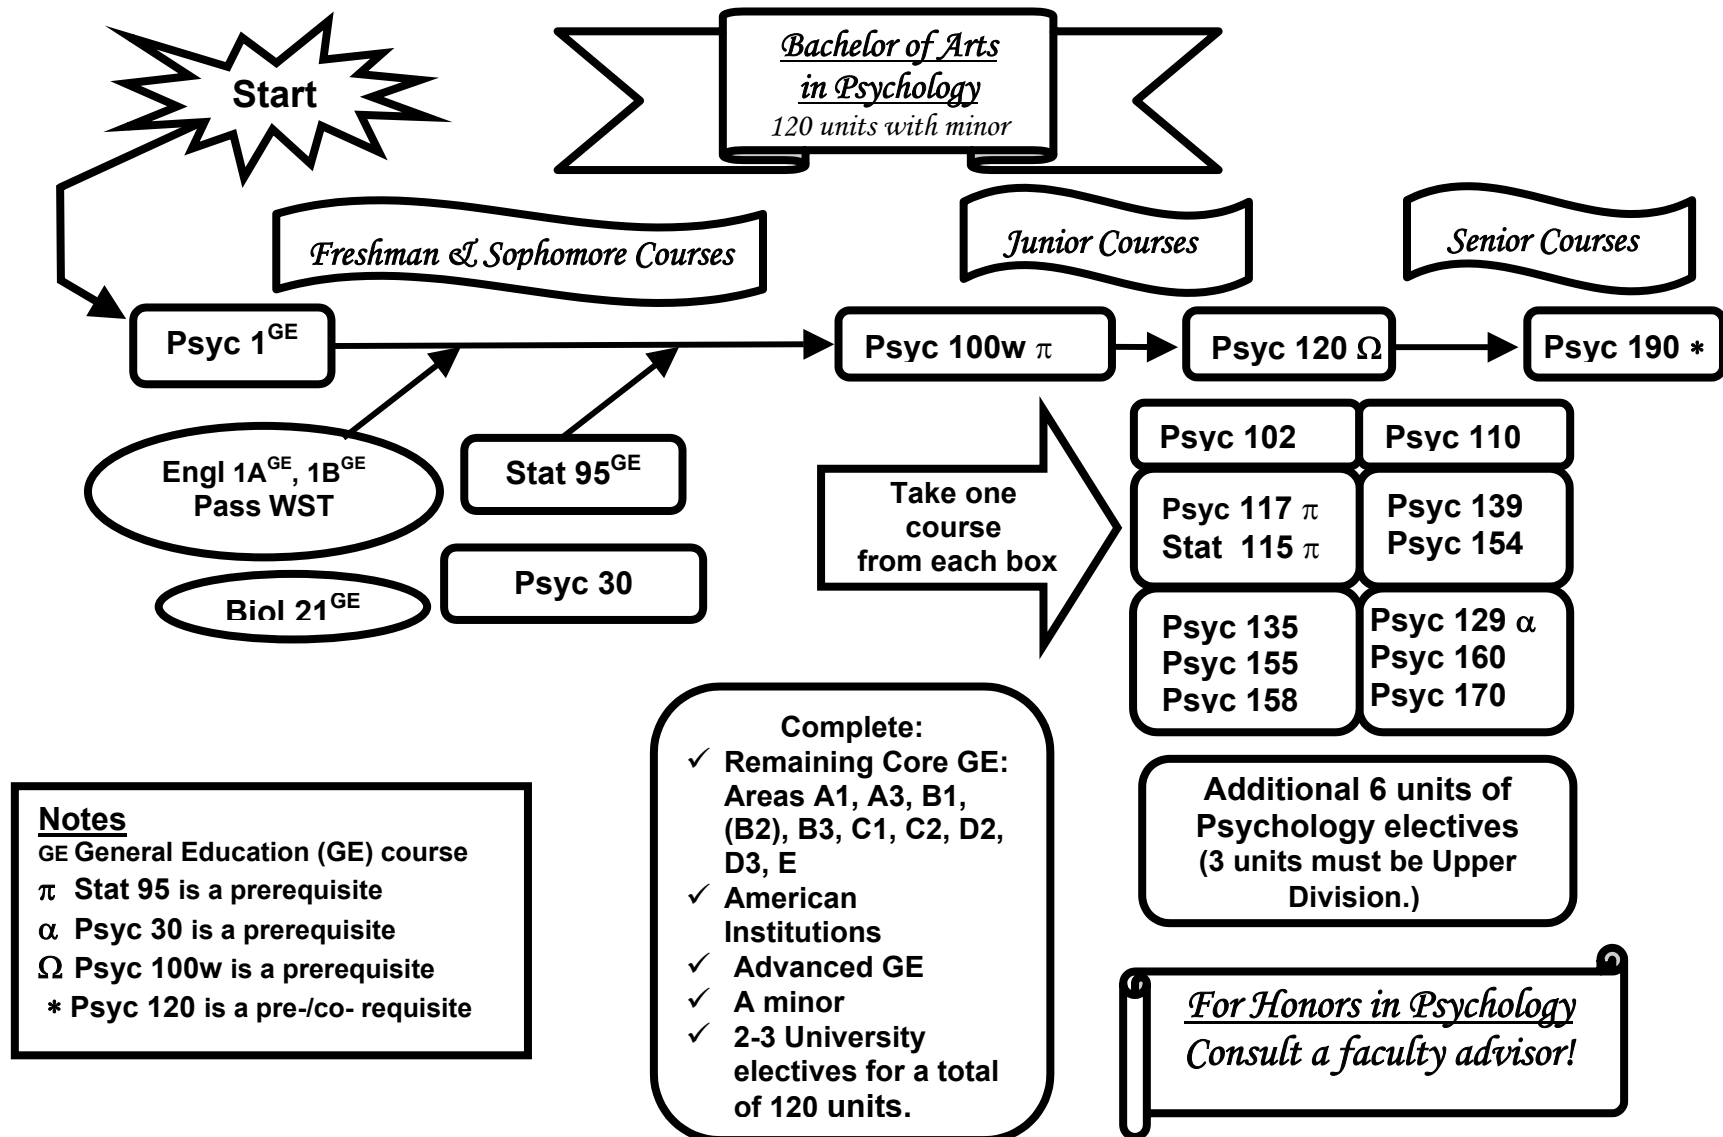 Start
Bachelor of Arts
in Psychology
120 units with minor
Freshman & Sophomore Courses
Junior Courses
Senior Courses
Psyc 1GE
Psyc 100w π
Psyc 120 Ω
Psyc 190 *
Engl 1AGE, 1BGE
Pass WST
Stat 95GE
Biol 21GE
Psyc 30
Take one
course
from each box
Psyc 102
Psyc 110
Psyc 117 π
Stat 115 π
Psyc 139
Psyc 154
Psyc 135
Psyc 155
Psyc 158
Psyc 129 α
Psyc 160
Psyc 170
Complete:
✓ Remaining Core GE:
Areas A1, A3, B1,
(B2), B3, C1, C2, D2,
D3, E
✓ American
Institutions
✓ Advanced GE
✓ A minor
✓ 2-3 University
electives for a total
of 120 units.
Additional 6 units of
Psychology electives
(3 units must be Upper
Division.)
Notes
GE General Education (GE) course
π Stat 95 is a prerequisite
α Psyc 30 is a prerequisite
Ω Psyc 100w is a prerequisite
* Psyc 120 is a pre-/co- requisite
For Honors in Psychology
Consult a faculty advisor!